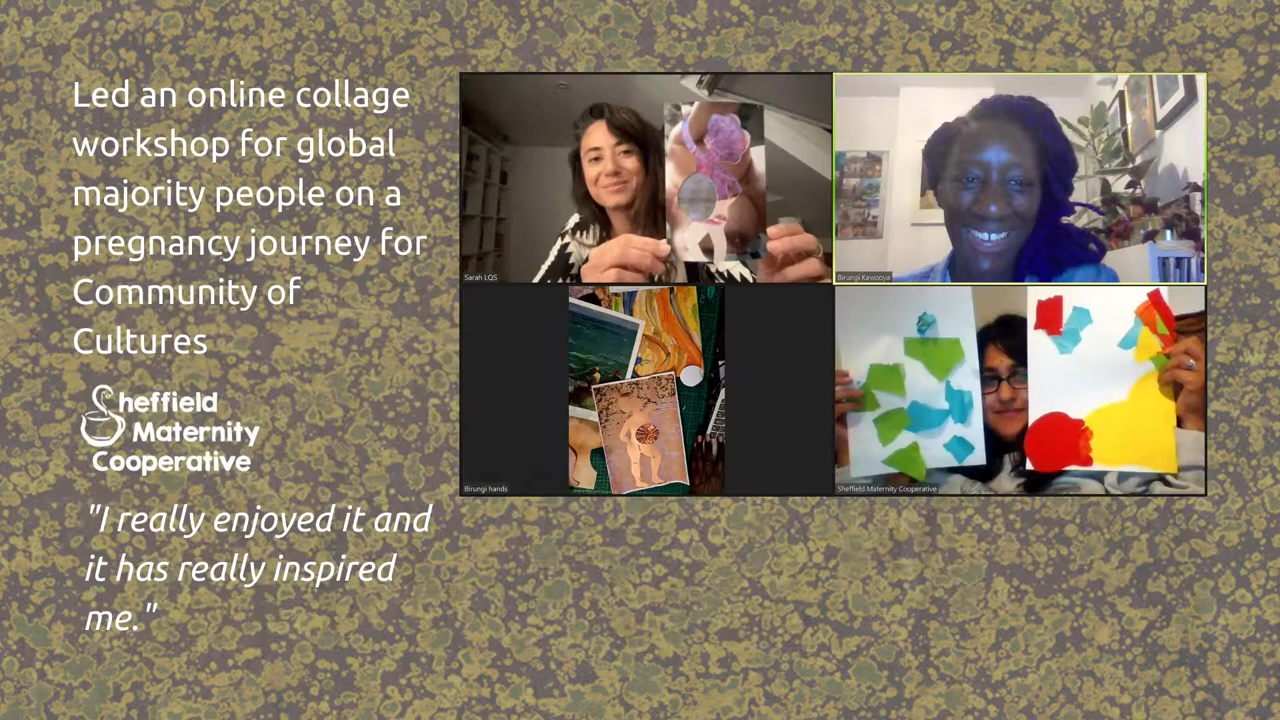 Led an online collage
workshop for global
majority people on a
pregnancy journey for
Community of
Cultures
Sheffield
Maternity
Cooperative
"I really enjoyed it and
it has really inspired
me."
Sarah LQS
Birungi Kawooya
Birungi hands
Sheffield Maternity Cooperative